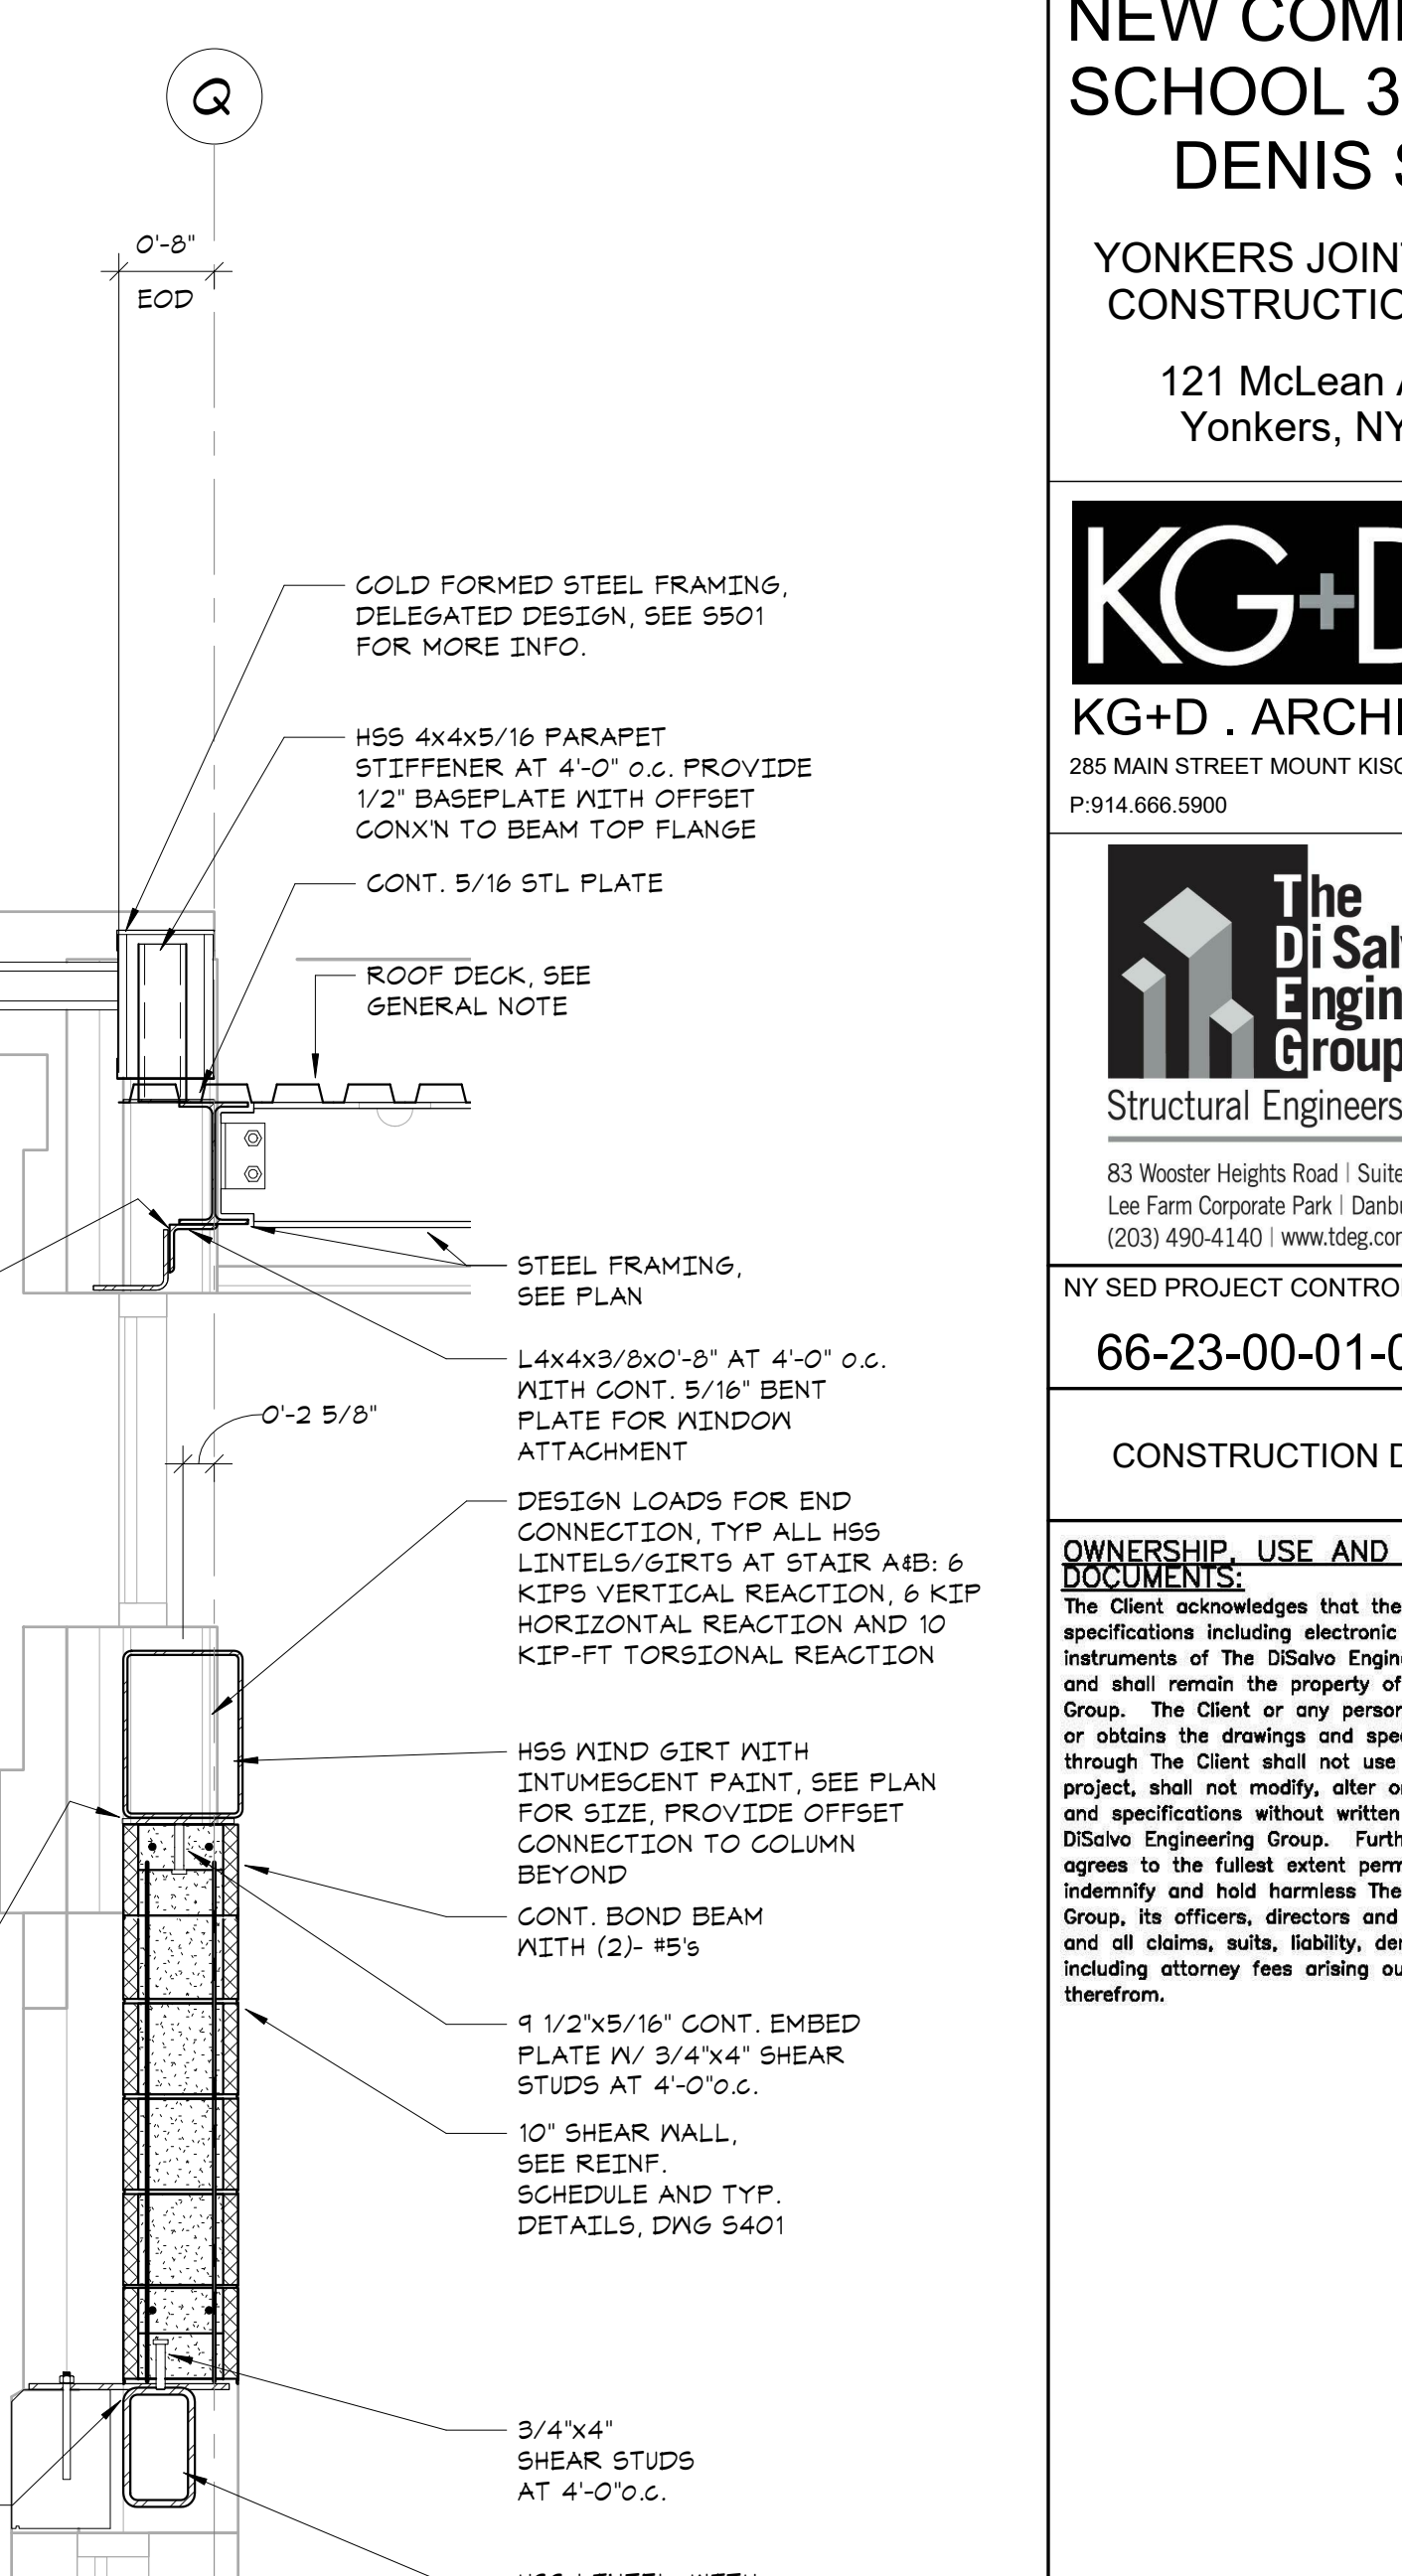 Q
0'-8"
EOD
COLD FORMED STEEL FRAMING,
DELEGATED DESIGN, SEE S501
FOR MORE INFO.
HSS 4x4x5/16 PARAPET
STIFFENER AT 4'-0" o.c. PROVIDE
1/2" BASEPLATE WITH OFFSET
CONX'N TO BEAM TOP FLANGE
CONT. 5/16 STL PLATE
ROOF DECK, SEE
GENERAL NOTE
STEEL FRAMING,
SEE PLAN
L4x4x3/8x0'-8" AT 4'-0" o.c.
WITH CONT. 5/16" BENT
PLATE FOR WINDOW
ATTACHMENT
0'-2 5/8"
DESIGN LOADS FOR END
CONNECTION, TYP ALL HSS
LINTELS/GIRTS AT STAIR A&B: 6
KIPS VERTICAL REACTION, 6 KIP
HORIZONTAL REACTION AND 10
KIP-FT TORSIONAL REACTION
HSS WIND GIRT WITH
INTUMESCENT PAINT, SEE PLAN
FOR SIZE, PROVIDE OFFSET
CONNECTION TO COLUMN
BEYOND
CONT. BOND BEAM
WITH (2)- #5's
9 1/2"x5/16" CONT. EMBED
PLATE W/ 3/4"x4" SHEAR
STUDS AT 4'-0"o.c.
10" SHEAR WALL,
SEE REINF.
SCHEDULE AND TYP.
DETAILS, DWG S401
3/4"x4"
SHEAR STUDS
AT 4'-0"o.c.
NEW
SCHOOL 3
DENIS
YONKERS
121 McLean
Yonkers, NY
KG+D
KG+D . ARCHI
285 MAIN STREET MOUNT
P:914.666.5900
The
DiSal
Engin
Group
Structural Engineers
83 Wooster Heights Road | Suite
Lee Farm Corporate Park | Danb
(203) 490-4140 | www.tdeg.co
NY SED PROJECT
66-23-00-01-0
CONSTRUCTION D
OWNERSHIP, USE AND
DOCUMENTS:
The Client acknowledges that the
specifications including electronic
instruments of The DiSalvo Engin
and shall remain the property of
Group. The Client or any person
or obtains the drawings and spe
through The Client shall not use
project, shall not modify, alter or
and specifications without written
DiSalvo Engineering Group. Furth
agrees to the fullest extent perm
indemnify and hold harmless The
Group, its officers, directors and
and all claims, suits, liability, de
including attorney fees arising ou
therefrom.